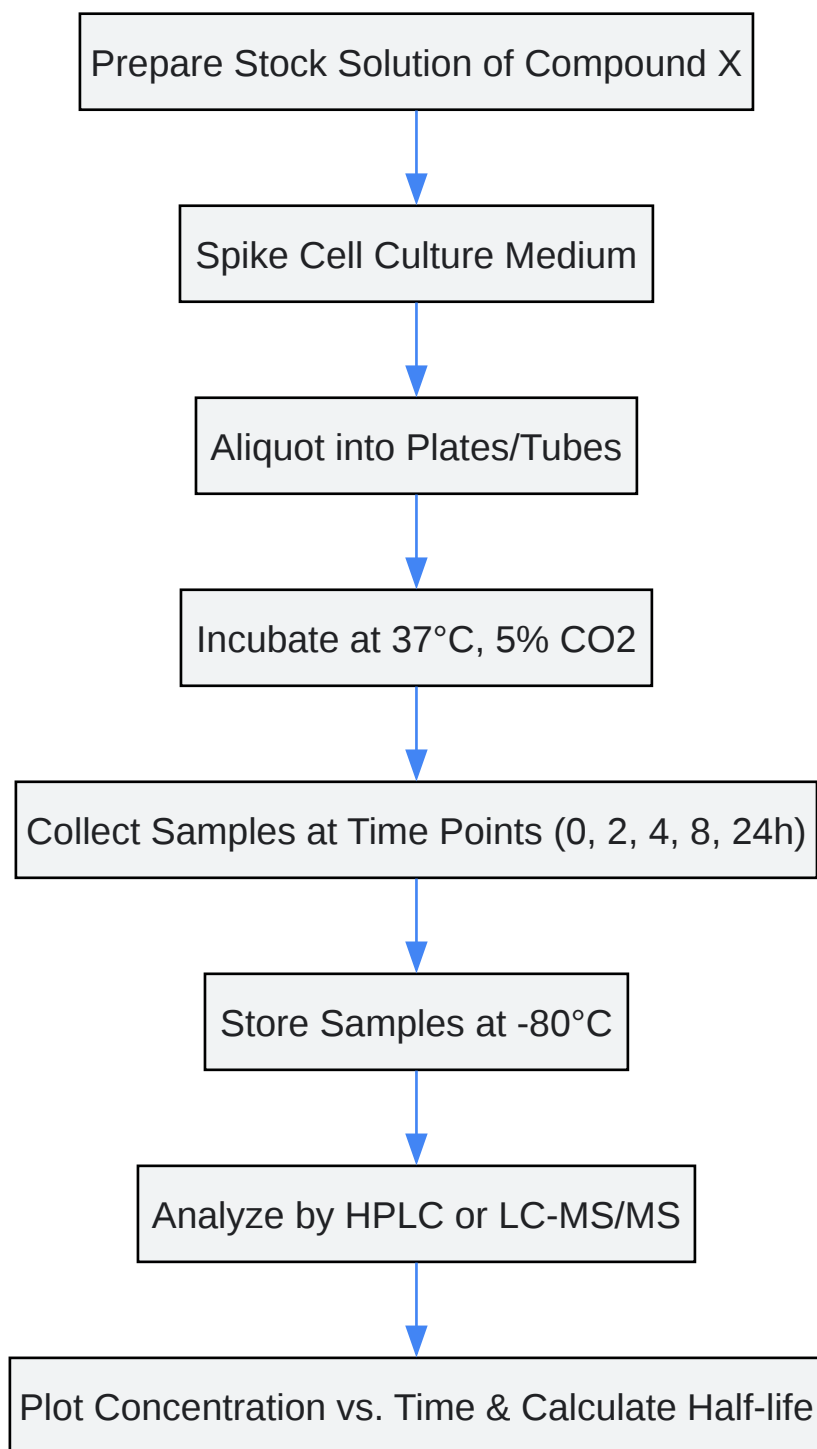 Prepare Stock Solution of Compound X
Spike Cell Culture Medium
Aliquot into Plates/Tubes
Incubate at 37°C, 5% CO2
Collect Samples at Time Points (0, 2, 4, 8, 24h)
Store Samples at -80°C
Analyze by HPLC or LC-MS/MS
Plot Concentration vs. Time & Calculate Half-life